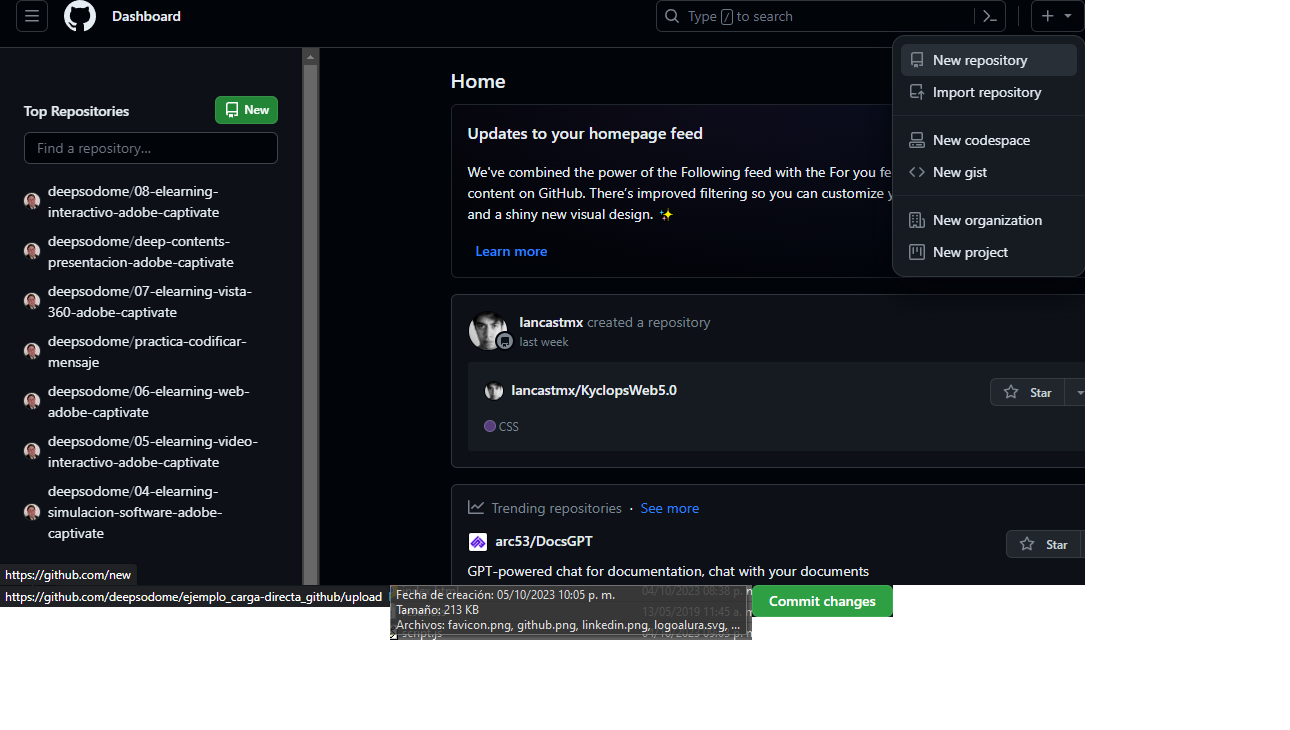 Dashboard
Type / to search
New repository
Import repository
New codespace
New gist
New organization
New project
Top Repositories
New
Find a repository...
deepsodome/08-elearning-
interactivo-adobe-captivate
deepsodome/deep-contents-
presentacion-adobe-captivate
deepsodome/07-elearning-vista-
360-adobe-captivate
deepsodome/practica-codificar-
mensaje
deepsodome/06-elearning-web-
adobe-captivate
deepsodome/05-elearning-video-
interactivo-adobe-captivate
deepsodome/04-elearning-
simulacion-software-adobe-
captivate
Home
Updates to your homepage feed
We've combined the power of the Following feed with the For you fe
content on GitHub. There's improved filtering so you can customize y
and a shiny new visual design. ✨
Learn more
lancastmx created a repository
last week
lancastmx/KyclopsWeb5.0
Star
CSS
Trending repositories · See more
arc53/DocsGPT
Star
GPT-powered chat for documentation, chat with your documents
https://github.com/new
https://github.com/deepsodome/ejemplo_carga-directa_github/upload
04/10/2023 08:38 p. m
Fecha de creación: 05/10/2023 10:05 p. m.
Tamaño: 213 KB
13/05/2019 11:45 a. m
Archivos: favicon.png, github.png, linkedin.png, logoalura.svg, ...
script.js
Commit changes